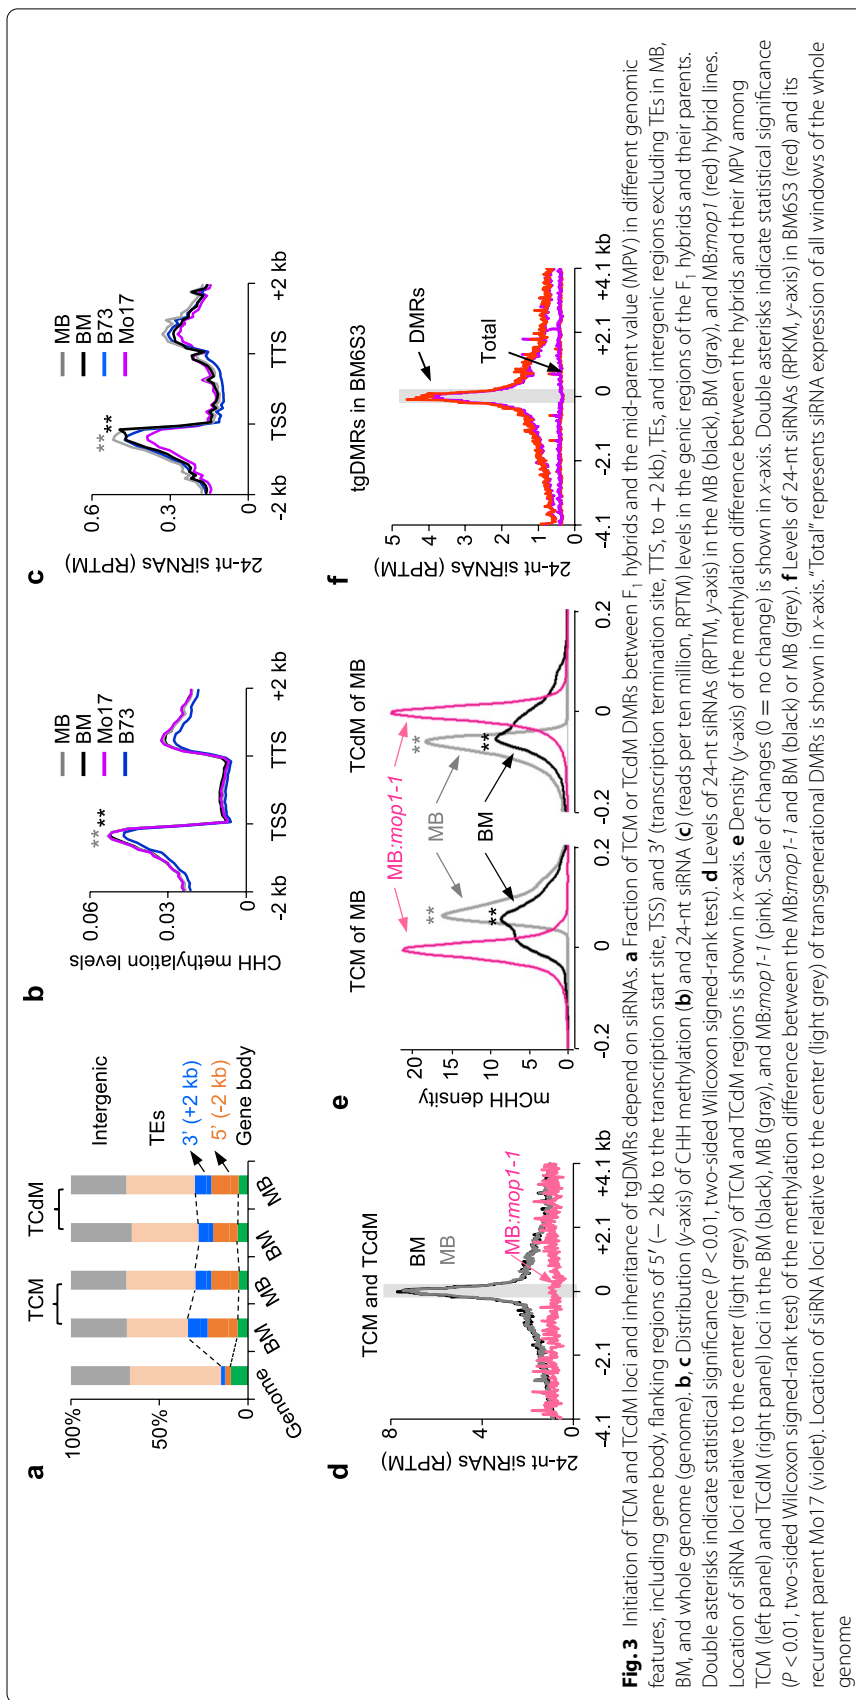 a
100%
50%
0
Genome
BM
MB
BM
MB
TCM
TCdM
Intergenic
TEs
3’ (+2 kb)
5’ (-2 kb)
Gene body
b
CHH methylation levels
0.06
0.03
0
-2 kb
TSS
TTS
+2 kb
**
**
MB
BM
Mo17
B73
c
24-nt siRNAs (RPTM)
0.6
0.3
0
-2 kb
TSS
TTS
+2 kb
**
**
MB
BM
B73
Mo17
d
TCM and TCdM
24-nt siRNAs (RPTM)
8
4
0
-4.1
-2.1
0
+2.1
+4.1 kb
BM
MB
MB:mop1-1
e
TCM of MB
TCdM of MB
mCHH density
20
15
10
5
0
-0.2
0
0.2
-0.2
0
0.2
**
**
**
**
MB:mop1-1
MB
BM
f
tgDMRs in BM6S3
24-nt siRNAs (RPTM)
5
4
3
2
1
0
-4.1
-2.1
0
+2.1
+4.1 kb
DMRs
Total
Fig. 3 Initiation of TCM and TCdM loci and inheritance of tgDMRs depend on siRNAs. a Fraction of TCM or TCdM DMRs between F1 hybrids and the mid-parent value (MPV) in different genomic
features, including gene body, flanking regions of 5′ (− 2 kb to the transcription start site, TSS) and 3′ (transcription termination site, TTS, to + 2 kb), TEs, and intergenic regions excluding TEs in MB,
BM, and whole genome (genome). b, c Distribution (y-axis) of CHH methylation (b) and 24-nt siRNA (c) (reads per ten million, RPTM) levels in the genic regions of the F1 hybrids and their parents.
Double asterisks indicate statistical significance (P < 0.01, two-sided Wilcoxon signed-rank test). d Levels of 24-nt siRNAs (RPTM, y-axis) in the MB (black), BM (gray), and MB:mop1 (red) hybrid lines.
Location of siRNA loci relative to the center (light grey) of TCM and TCdM regions is shown in x-axis. e Density (y-axis) of the methylation difference between the hybrids and their MPV among
TCM (left panel) and TCdM (right panel) loci in the BM (black), MB (gray), and MB:mop1-1 (pink). Scale of changes (0 = no change) is shown in x-axis. Double asterisks indicate statistical significance
(P < 0.01, two-sided Wilcoxon signed-rank test) of the methylation difference between the MB:mop1-1 and BM (black) or MB (grey). f Levels of 24-nt siRNAs (RPKM, y-axis) in BM6S3 (red) and its
recurrent parent Mo17 (violet). Location of siRNA loci relative to the center (light grey) of transgenerational DMRs is shown in x-axis. “Total” represents siRNA expression of all windows of the whole
genome